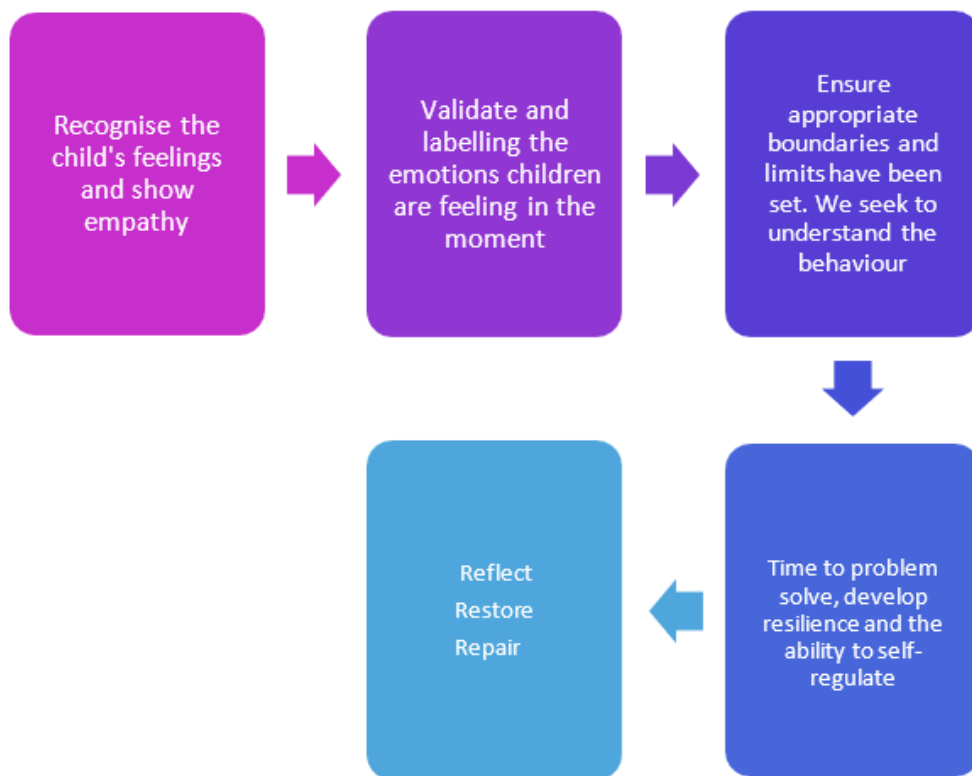 Recognise the
child's feelings
and show
empathy
Validate and
labelling the
emotions children
are feeling in the
moment
Ensure
appropriate
boundaries and
limits have been
set. We seek to
understand the
behaviour
Time to problem
solve, develop
resilience and the
ability to self-
regulate
Reflect
Restore
Repair